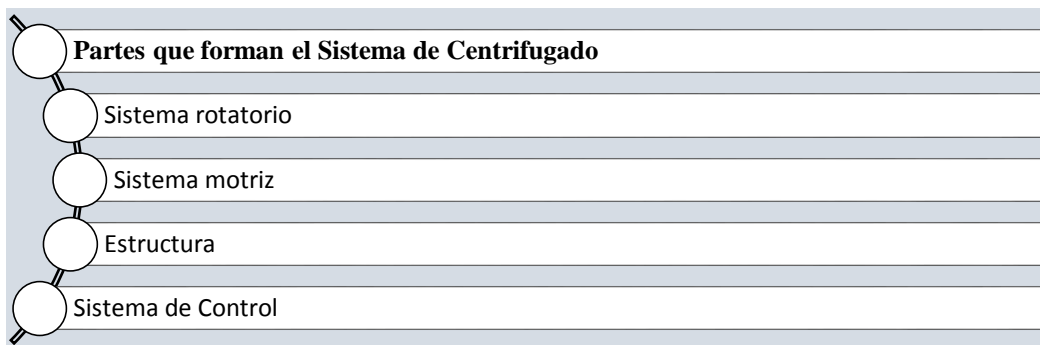 Partes que forman el Sistema de Centrifugado
Sistema rotatorio
Sistema motriz
Estructura
Sistema de Control